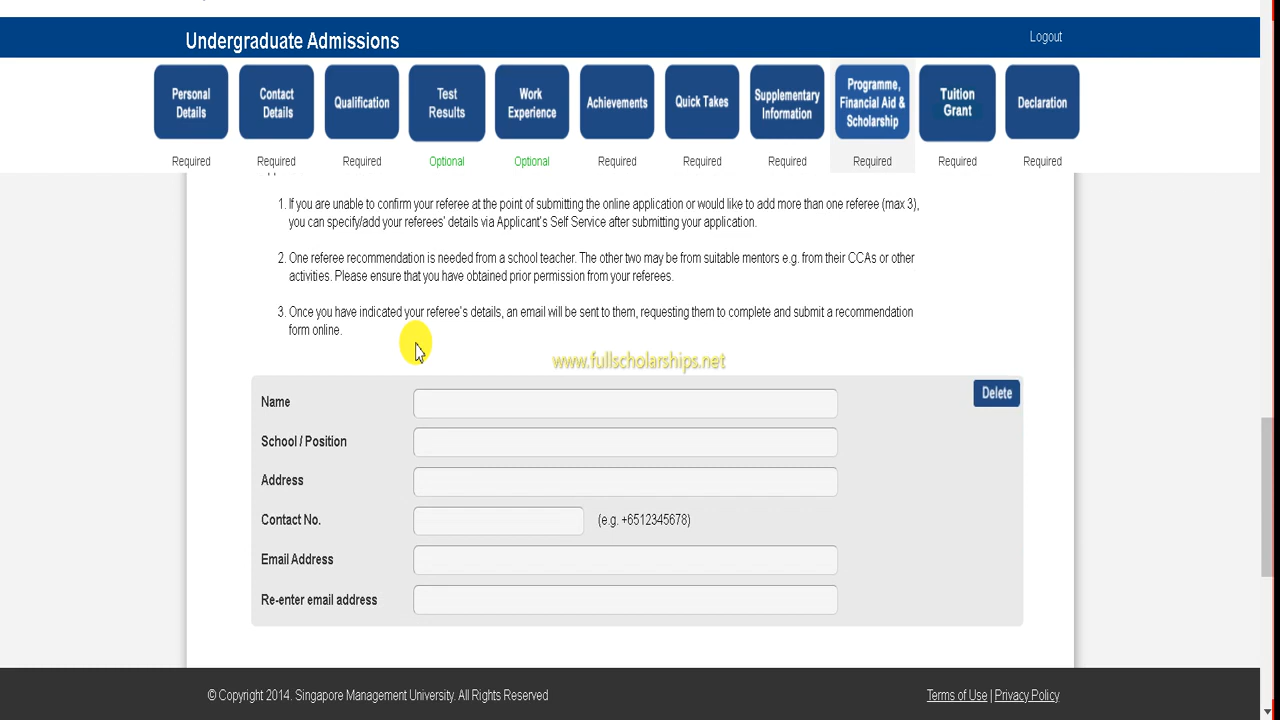 Undergraduate Admissions
Logout
Personal
Details
Contact
Details
Qualification
Test
Results
Work
Experience
Achievements
Quick Takes
Supplementary
Information
Programme,
Financial Aid &
Scholarship
Tuition
Grant
Declaration
Required
Required
Required
Optional
Optional
Required
Required
Required
Required
Required
Required
1. If you are unable to confirm your referee at the point of submitting the online application or would like to add more than one referee (max 3),
you can specify/add your referees' details via Applicant's Self Service after submitting your application.
2. One referee recommendation is needed from a school teacher. The other two may be from suitable mentors e.g. from their CCAs or other
activities. Please ensure that you have obtained prior permission from your referees.
3. Once you have indicated your referee's details, an email will be sent to them, requesting them to complete and submit a recommendation
form online.
www.fullscholarships.net
Delete
Name
School / Position
Address
Contact No.
(e.g. +6512345678)
Email Address
Re-enter email address
© Copyright 2014. Singapore Management University. All Rights Reserved
Terms of Use | Privacy Policy